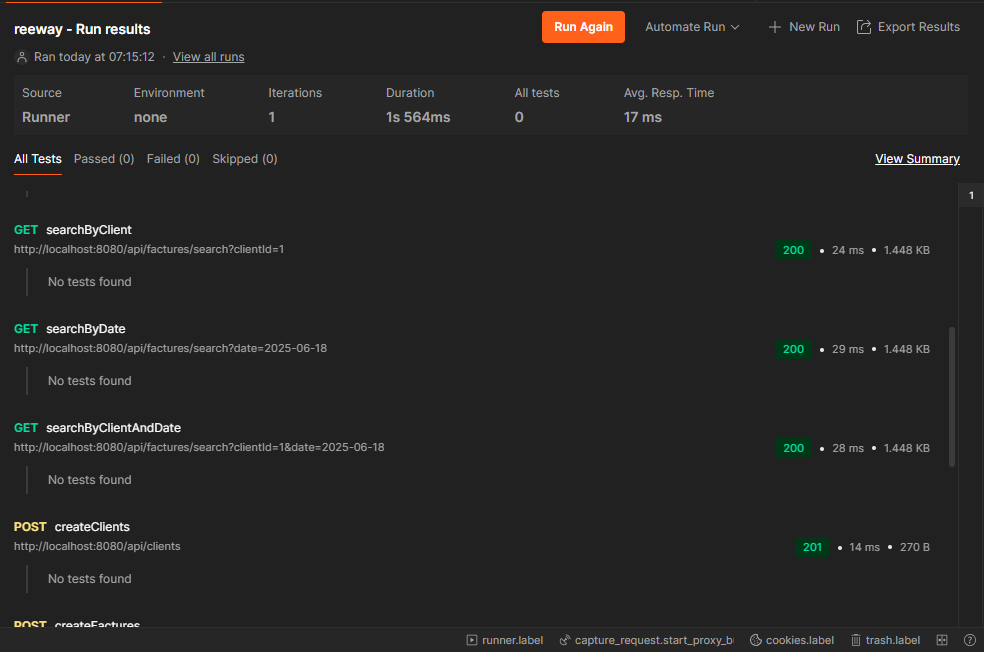 reeway - Run results
Run Again
Automate Run
New Run
Export Results
Ran today at 07:15:12 · View all runs
Source Environment Iterations Duration All tests Avg. Resp. Time
Runner none 1 1s 564ms 0 17 ms
All Tests Passed (0) Failed (0) Skipped (0) View Summary
1
GET searchByClient
http://localhost:8080/api/factures/search?clientId=1
200 • 24 ms • 1.448 KB
No tests found
GET searchByDate
http://localhost:8080/api/factures/search?date=2025-06-18
200 • 29 ms • 1.448 KB
No tests found
GET searchByClientAndDate
http://localhost:8080/api/factures/search?clientId=1&date=2025-06-18
200 • 28 ms • 1.448 KB
No tests found
POST createClients
http://localhost:8080/api/clients
201 • 14 ms • 270 B
No tests found
POST createFactures
runner.label capture_request.start_proxy_b cookies.label trash.label